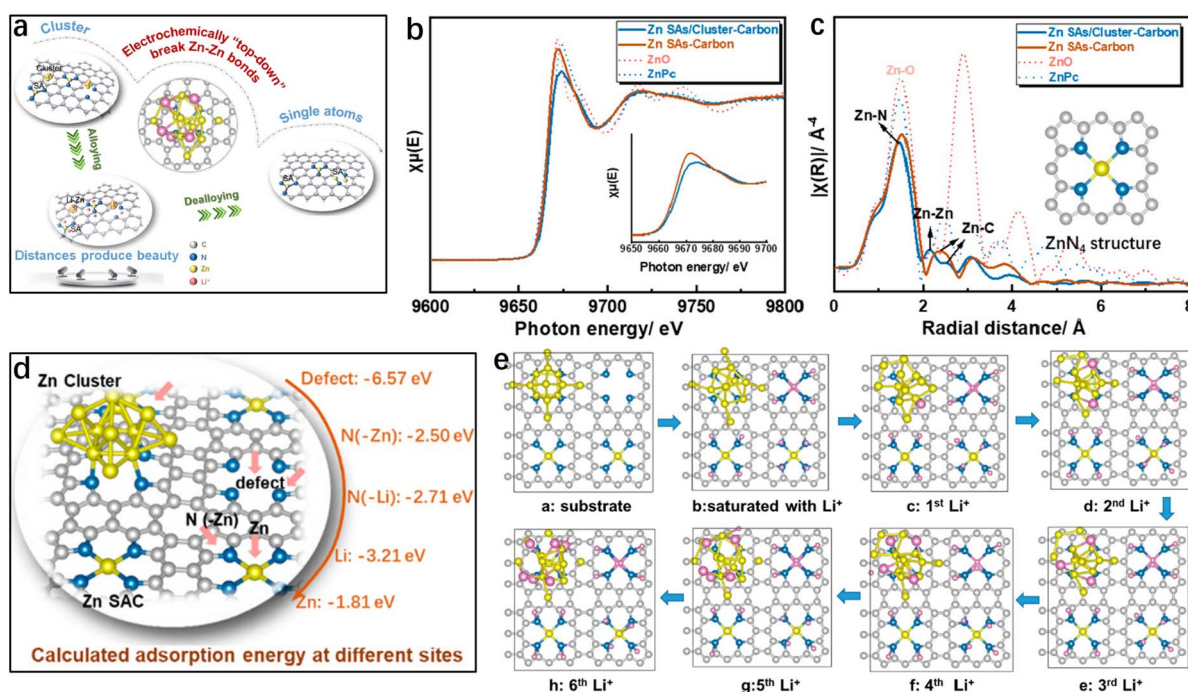 a
Cluster
Electrochemically "top-down"
break Zn-Zn bonds
Single atoms
Cluster
SA
Alloying
Li-Zn
SA
Dealloying
SA
SA
Distances produce beauty
C
N
Zn
Li⁺
b
Zn SAs/Cluster-Carbon
Zn SAs-Carbon
ZnO
ZnPc
χμ(E)
χμ(E)
9650 9660 9670 9680 9690 9700
Photon energy/ eV
9600 9650 9700 9750 9800
Photon energy/ eV
c
Zn SAs/Cluster-Carbon
Zn SAs-Carbon
ZnO
ZnPc
Zn-O
Zn-N
Zn-Zn
Zn-C
ZnN₄ structure
|χ(R)|/ Å⁻⁴
0 2 4 6 8
Radial distance/ Å
d
Zn Cluster
Defect: -6.57 eV
N(-Zn): -2.50 eV
defect
N(-Li): -2.71 eV
N (-Zn)
Zn
Li: -3.21 eV
Zn SAC
Zn: -1.81 eV
Calculated adsorption energy at different sites
e
a: substrate
b:saturated with Li⁺
c: 1st Li⁺
d: 2nd Li⁺
h: 6th Li⁺
g:5th Li⁺
f: 4th Li⁺
e: 3rd Li⁺